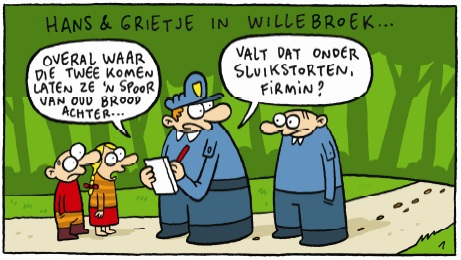 HANS & GRIETJE IN WILLEBROEK...
OVERAL WAAR
DIE TWEE KOMEN
LATEN ZE 'N SPOOR
VAN OUD BROOD
ACHTER...
VALT DAT ONDER
SLUIKSTORTEN,
FIRMIN?
1